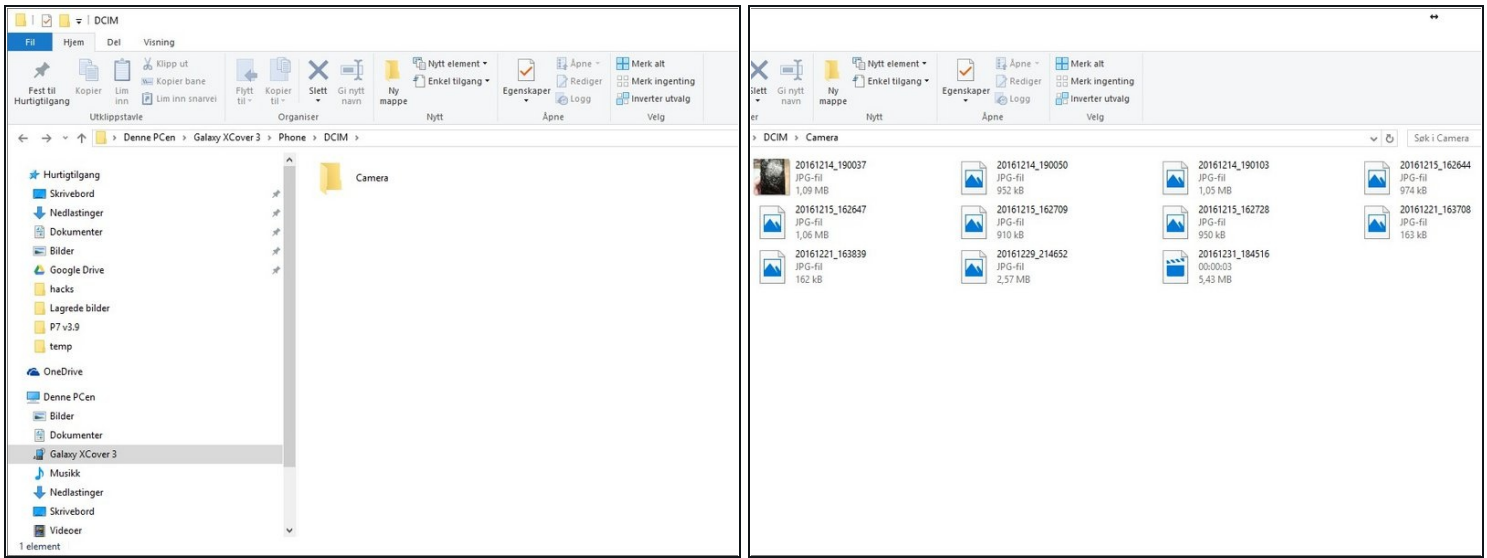 DCIM
Fil Hjem Del Visning
Fest til Hurtigtilgang
Kopier
Lim inn
Klipp ut
Kopier bane
Lim inn snarvei
Utklippstavle
Flytt til
Kopier til
Slett
Gi nytt navn
Organiser
Ny mappe
Nytt element
Enkel tilgang
Nytt
Egenskaper
Åpne
Rediger
Logg
Åpne
Merk alt
Merk ingenting
Inverter utvalg
Velg
> Denne PCen > Galaxy XCover 3 > Phone > DCIM >
Hurtigtilgang
Skrivebord
Nedlastinger
Dokumenter
Bilder
Google Drive
hacks
Lagrede bilder
P7 v3.9
temp
OneDrive
Denne PCen
Bilder
Dokumenter
Galaxy XCover 3
Musikk
Nedlastinger
Skrivebord
Videoer
1 element
Camera
Slett
Gi nytt navn
Ny mappe
Nytt element
Enkel tilgang
Nytt
Egenskaper
Åpne
Rediger
Logg
Åpne
Merk alt
Merk ingenting
Inverter utvalg
Velg
> DCIM > Camera
Søk i Camera
20161214_190037
JPG-fil
1,09 MB
20161214_190050
JPG-fil
952 kB
20161214_190103
JPG-fil
1,05 MB
20161215_162644
JPG-fil
974 kB
20161215_162647
JPG-fil
1,06 MB
20161215_162709
JPG-fil
910 kB
20161215_162728
JPG-fil
950 kB
20161221_163708
JPG-fil
163 kB
20161221_163839
JPG-fil
162 kB
20161229_214652
JPG-fil
2,57 MB
20161231_184516
00:00:03
5,43 MB